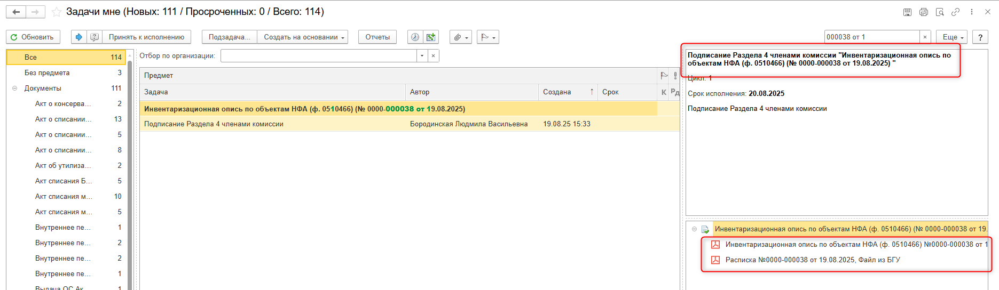 Задачи мне (Новых: 111 / Просроченных: 0 / Всего: 114)
Обновить
Принять к исполнению
Подзадача...
Создать на основании
Отчеты
000038 от 1
×
Еще
?
Все 114
Без предмета 3
Документы 111
Акт о консерва... 2
Акт о списании... 13
Акт о списании... 5
Акт о списании... 8
Акт об утилиза... 2
Акт списания Б... 5
Акт списания м... 10
Акт списания м... 5
Внутреннее пе... 1
Внутреннее пе... 2
Внутреннее пе... 2
Внутреннее пе... 1
Выдача ОС Ак... 1
Отбор по организации:
Предмет
Задача Автор Создана ↑ Срок К Рд
Инвентаризационная опись по объектам НФА (ф. 0510466) (№ 0000-000038 от 19.08.2025)
Подписание Раздела 4 членами комиссии Бородинская Людмила Васильевна 19.08.25 15:33
Подписание Раздела 4 членами комиссии "Инвентаризационная опись по
объектам НФА (ф. 0510466) (№ 0000-000038 от 19.08.2025) "
Цикл: 1
Срок исполнения: 20.08.2025
Подписание Раздела 4 членами комиссии
Инвентаризационная опись по объектам НФА (ф. 0510466) (№ 0000-000038 от 19.
Инвентаризационная опись по объектам НФА (ф. 0510466) №0000-000038 от 1
Расписка №0000-000038 от 19.08.2025, Файл из БГУ